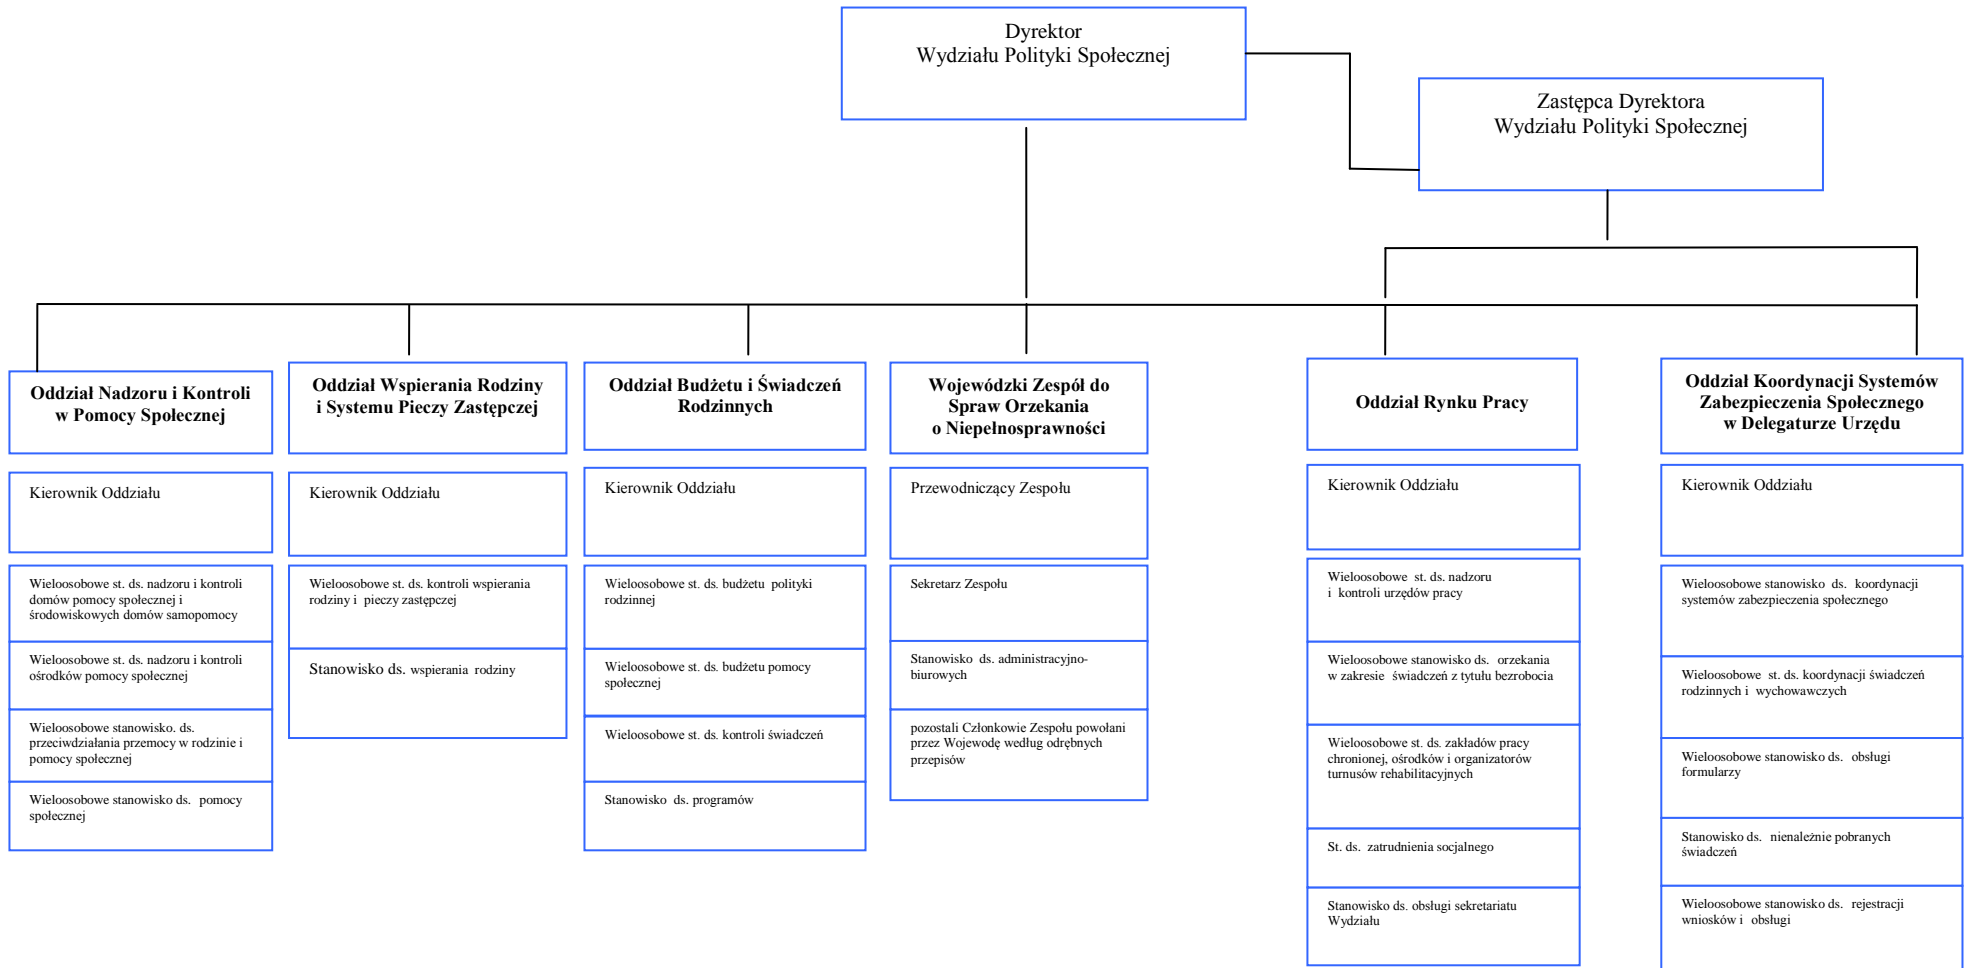 Dyrektor
Wydziału Polityki Społecznej
Zastępca Dyrektora
Wydziału Polityki Społecznej
Oddział Nadzoru i Kontroli
w Pomocy Społecznej
Kierownik Oddziału
Wieloosobowe st. ds. nadzoru i kontroli
domów pomocy społecznej i
środowiskowych domów samopomocy
Wieloosobowe st. ds. nadzoru i kontroli
ośrodków pomocy społecznej
Wieloosobowe stanowisko. ds.
przeciwdziałania przemocy w rodzinie i
pomocy społecznej
Wieloosobowe stanowisko ds. pomocy
społecznej
Oddział Wspierania Rodziny
i Systemu Pieczy Zastępczej
Kierownik Oddziału
Wieloosobowe st. ds. kontroli wspierania
rodziny i pieczy zastępczej
Stanowisko ds. wspierania rodziny
Oddział Budżetu i Świadczeń
Rodzinnych
Kierownik Oddziału
Wieloosobowe st. ds. budżetu polityki
rodzinnej
Wieloosobowe st. ds. budżetu pomocy
społecznej
Wieloosobowe st. ds. kontroli świadczeń
Stanowisko ds. programów
Wojewódzki Zespół do
Spraw Orzekania
o Niepełnosprawności
Przewodniczący Zespołu
Sekretarz Zespołu
Stanowisko ds. administracyjno-
biurowych
pozostali Członkowie Zespołu powołani
przez Wojewodę według odrębnych
przepisów
Oddział Rynku Pracy
Kierownik Oddziału
Wieloosobowe st. ds. nadzoru
i kontroli urzędów pracy
Wieloosobowe stanowisko ds. orzekania
w zakresie świadczeń z tytułu bezrobocia
Wieloosobowe st. ds. zakładów pracy
chronionej, ośrodków i organizatorów
turnusów rehabilitacyjnych
St. ds. zatrudnienia socjalnego
Stanowisko ds. obsługi sekretariatu
Wydziału
Oddział Koordynacji Systemów
Zabezpieczenia Społecznego
w Delegaturze Urzędu
Kierownik Oddziału
Wieloosobowe stanowisko ds. koordynacji
systemów zabezpieczenia społecznego
Wieloosobowe st. ds. koordynacji świadczeń
rodzinnych i wychowawczych
Wieloosobowe stanowisko ds. obsługi
formularzy
Stanowisko ds. nienależnie pobranych
świadczeń
Wieloosobowe stanowisko ds. rejestracji
wniosków i obsługi